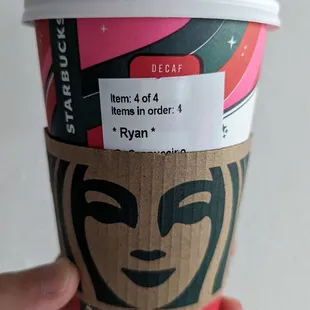 STARBUCKS
DECAF
Item: 4 of 4
Items in order: 4
* Ryan *